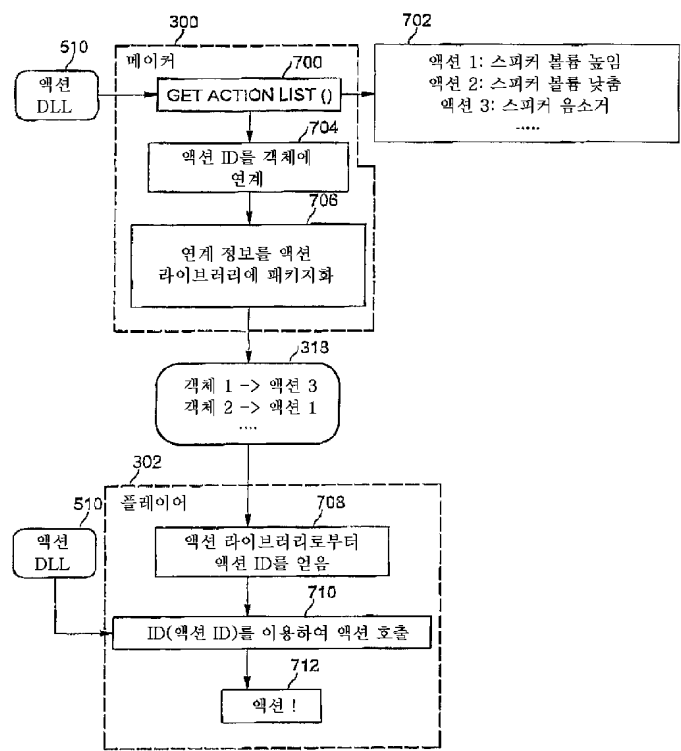 300
702
510
메이커
700
액션
DLL
GET ACTION LIST ()
액션 1: 스피커 볼륨 높임
액션 2: 스피커 볼륨 낮춤
액션 3: 스피커 음소거
.....
704
액션 ID를 객체에
연계
706
연계 정보를 액션
라이브러리에 패키지화
318
객체 1 -> 액션 3
객체 2 -> 액션 1
....
302
510
플레이어
708
액션
DLL
액션 라이브러리로부터
액션 ID를 얻음
710
ID(액션 ID)를 이용하여 액션 호출
712
액션 !